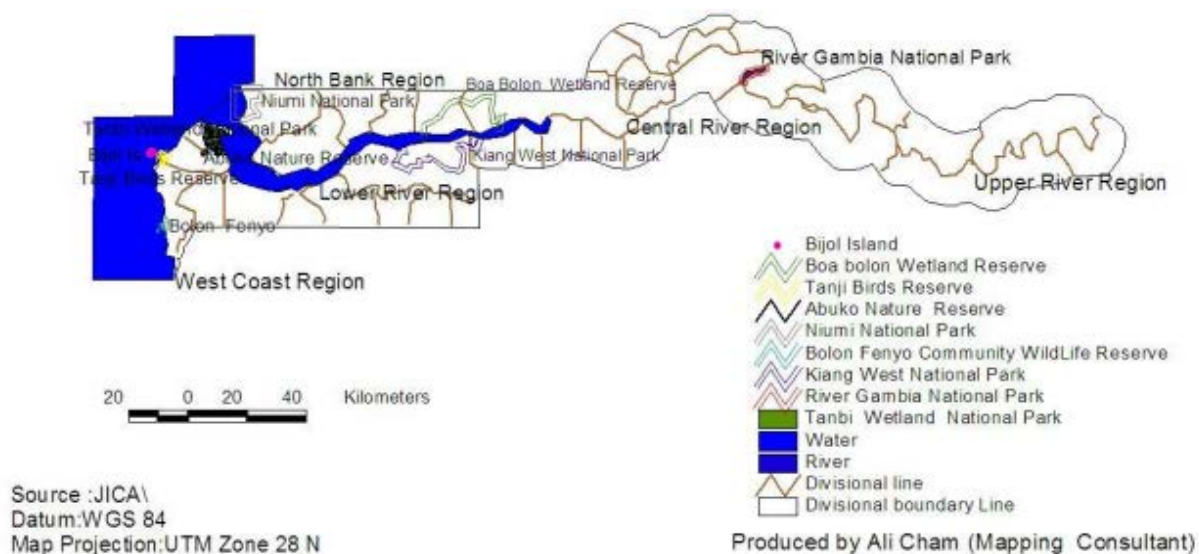 River Gambia National Park
North Bank Region
Boa Bolon Wetland Reserve
Niumi National Park
Central River Region
National Park
Abuko Nature Reserve
Kiang West National Park
Tanji Birds Reserve
Lower River Region
Upper River Region
Bolon Fenyo
West Coast Region
Bijol Island
Boa bolon Wetland Reserve
Tanji Birds Reserve
Abuko Nature Reserve
Niumi National Park
Bolon Fenyo Community WildLife Reserve
Kiang West National Park
River Gambia National Park
Tanbi Wetland National Park
Water
River
Divisional line
Divisional boundary Line
20 0 20 40 Kilometers
Source :JICA\
Datum:WGS 84
Map Projection:UTM Zone 28 N
Produced by Ali Cham (Mapping Consultant)